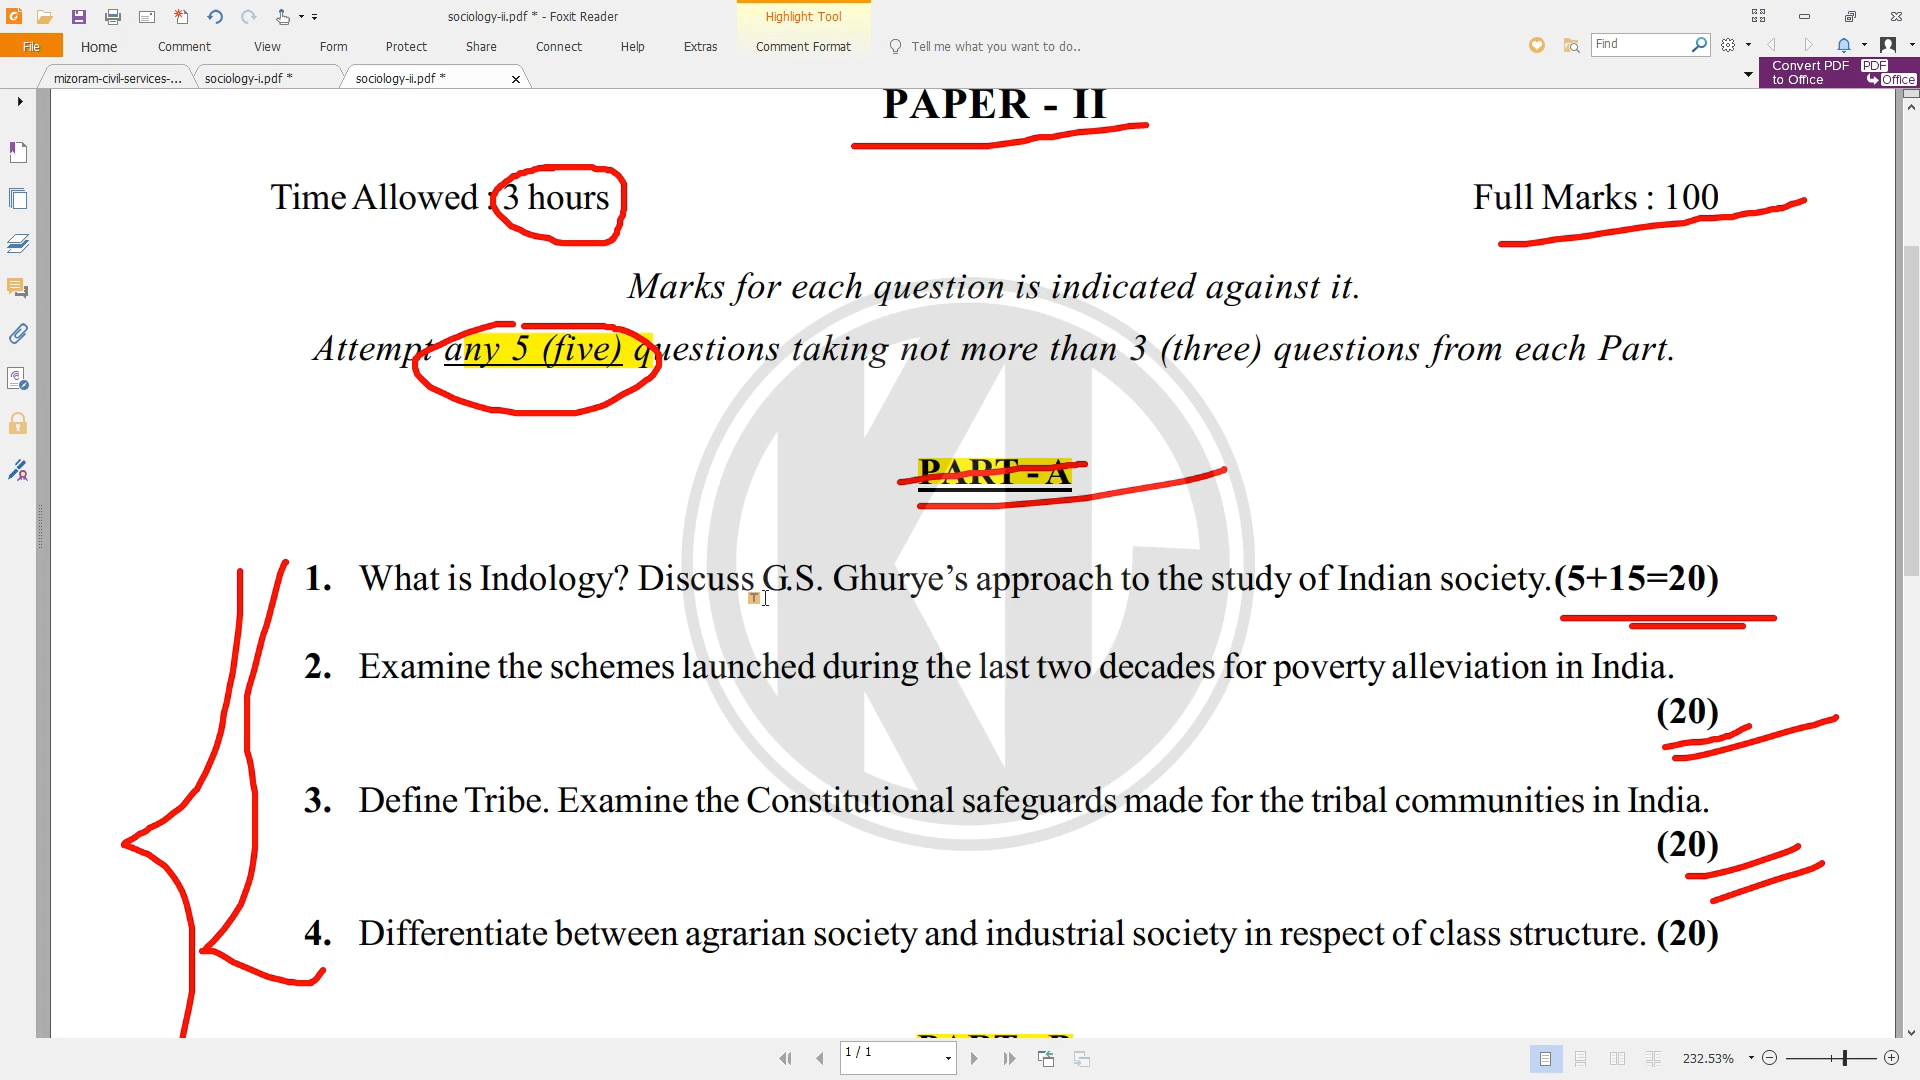 sociology-ii.pdf * - Foxit Reader
Highlight Tool
File Home Comment View Form Protect Share Connect Help Extras Comment Format Tell me what you want to do.. Find
mizoram-civil-services-... sociology-i.pdf * sociology-ii.pdf *
Convert PDF to Office
PDF Office
PAPER - II
Time Allowed : 3 hours
Full Marks : 100
Marks for each question is indicated against it.
Attempt any 5 (five) questions taking not more than 3 (three) questions from each Part.
PART - A
1. What is Indology? Discuss G.S. Ghurye’s approach to the study of Indian society. (5+15=20)
2. Examine the schemes launched during the last two decades for poverty alleviation in India.
(20)
3. Define Tribe. Examine the Constitutional safeguards made for the tribal communities in India.
(20)
4. Differentiate between agrarian society and industrial society in respect of class structure. (20)
1 / 1
232.53%